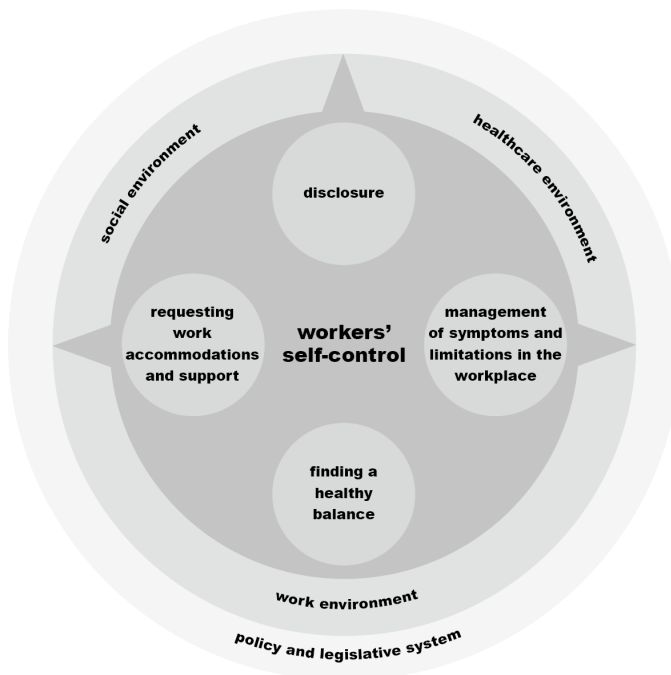 social environment
healthcare environment
disclosure
requesting
work
accommodations
and support
workers’
self-control
management
of symptoms and
limitations in the
workplace
finding a
healthy
balance
work environment
policy and legislative system